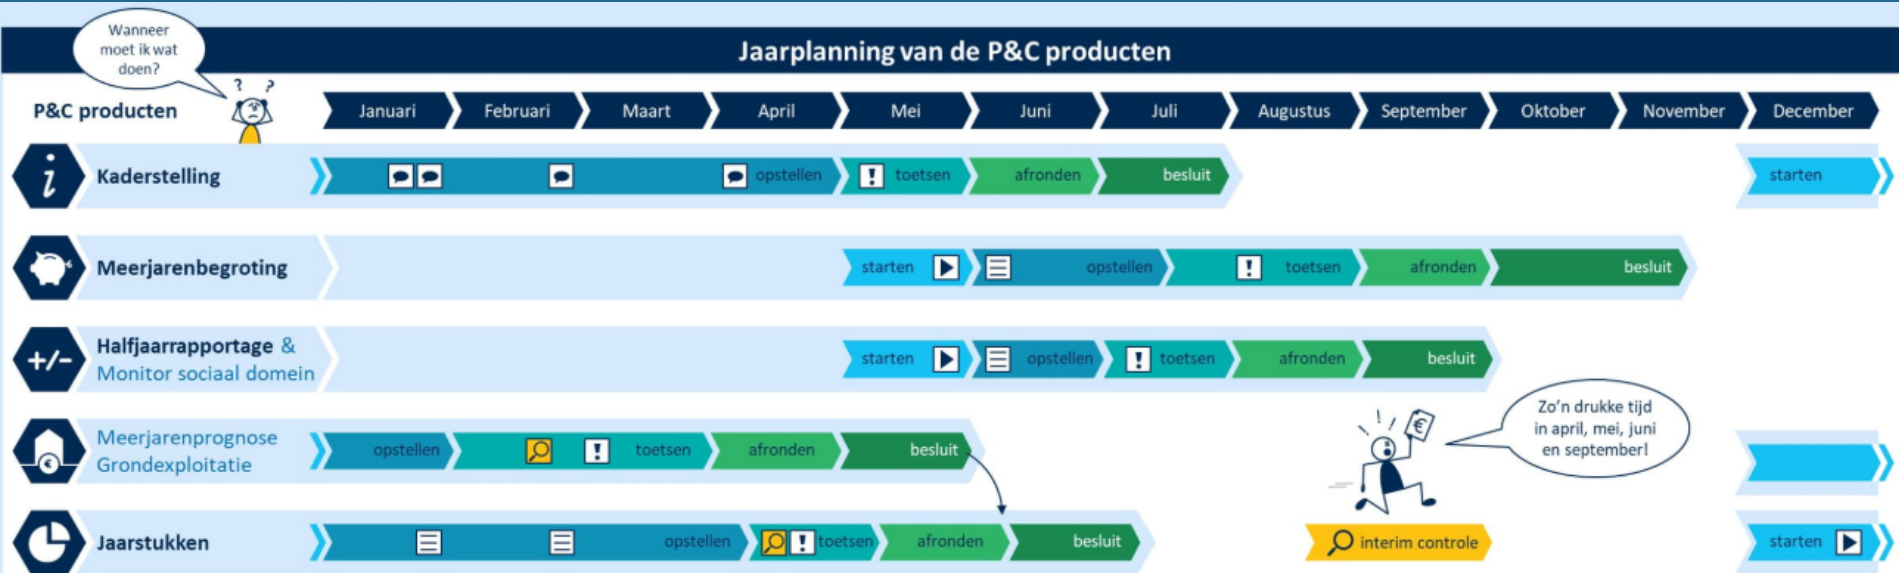 Wanneer
moet ik wat
doen?
Jaarplanning van de P&C producten
? ?
P&C producten
Januari
Februari
Maart
April
Mei
Juni
Juli
Augustus
September
Oktober
November
December
i
Kaderstelling
opstellen
!
toetsen
afronden
besluit
starten
Meerjarenbegroting
starten
opstellen
!
toetsen
afronden
besluit
+/-
Halfjaarrapportage &
Monitor sociaal domein
starten
opstellen
!
toetsen
afronden
besluit
Zo'n drukke tijd
in april, mei, juni
en september!
€
€
Meerjarenprognose
Grondexploitatie
opstellen
!
toetsen
afronden
besluit
Jaarstukken
opstellen
!
toetsen
afronden
besluit
interim controle
starten